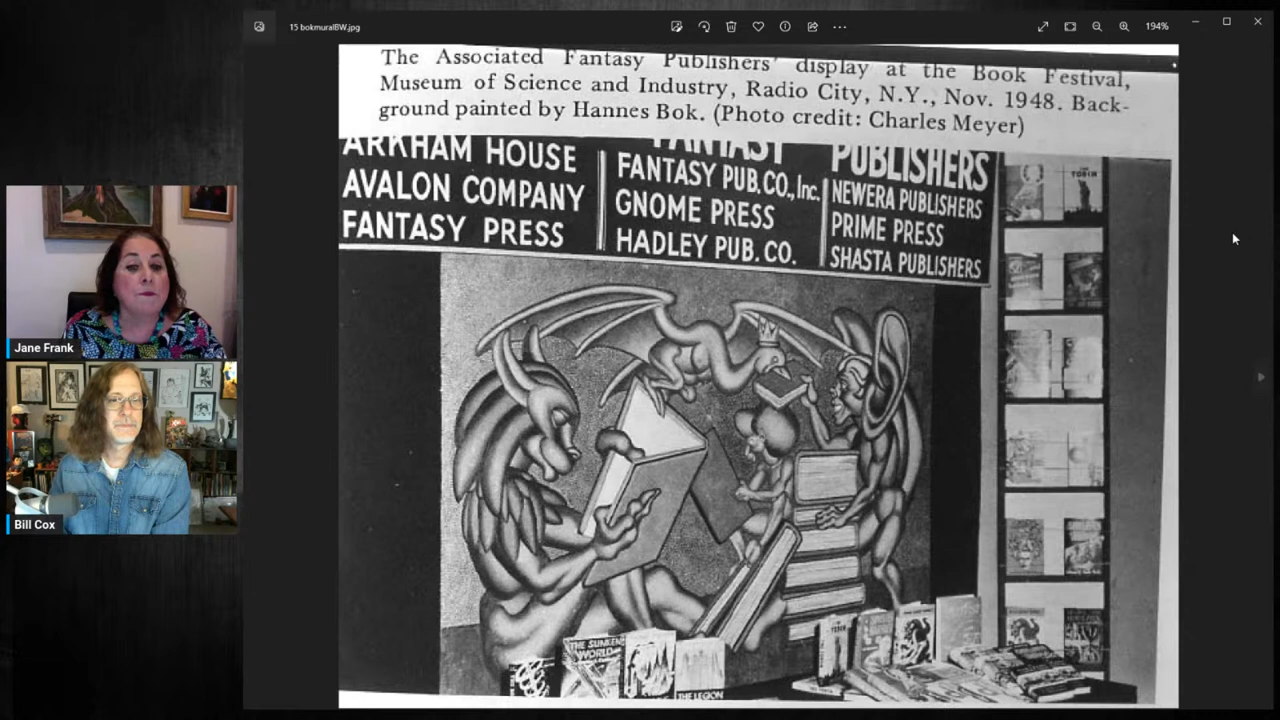 15 bokmuralBW.jpg
194%
The Associated Fantasy Publishers' display at the Book Festival,
Museum of Science and Industry, Radio City, N.Y., Nov. 1948. Back-
ground painted by Hannes Bok. (Photo credit: Charles Meyer)
ARKHAM HOUSE
AVALON COMPANY
FANTASY PRESS
FANTASY
FANTASY PUB.CO.,Inc.
GNOME PRESS
HADLEY PUB. CO.
PUBLISHERS
NEWERA PUBLISHERS
PRIME PRESS
SHASTA PUBLISHERS
TORIN
THE SUNKEN
WORLD
THE LEGION
TORIN
Jane Frank
Bill Cox